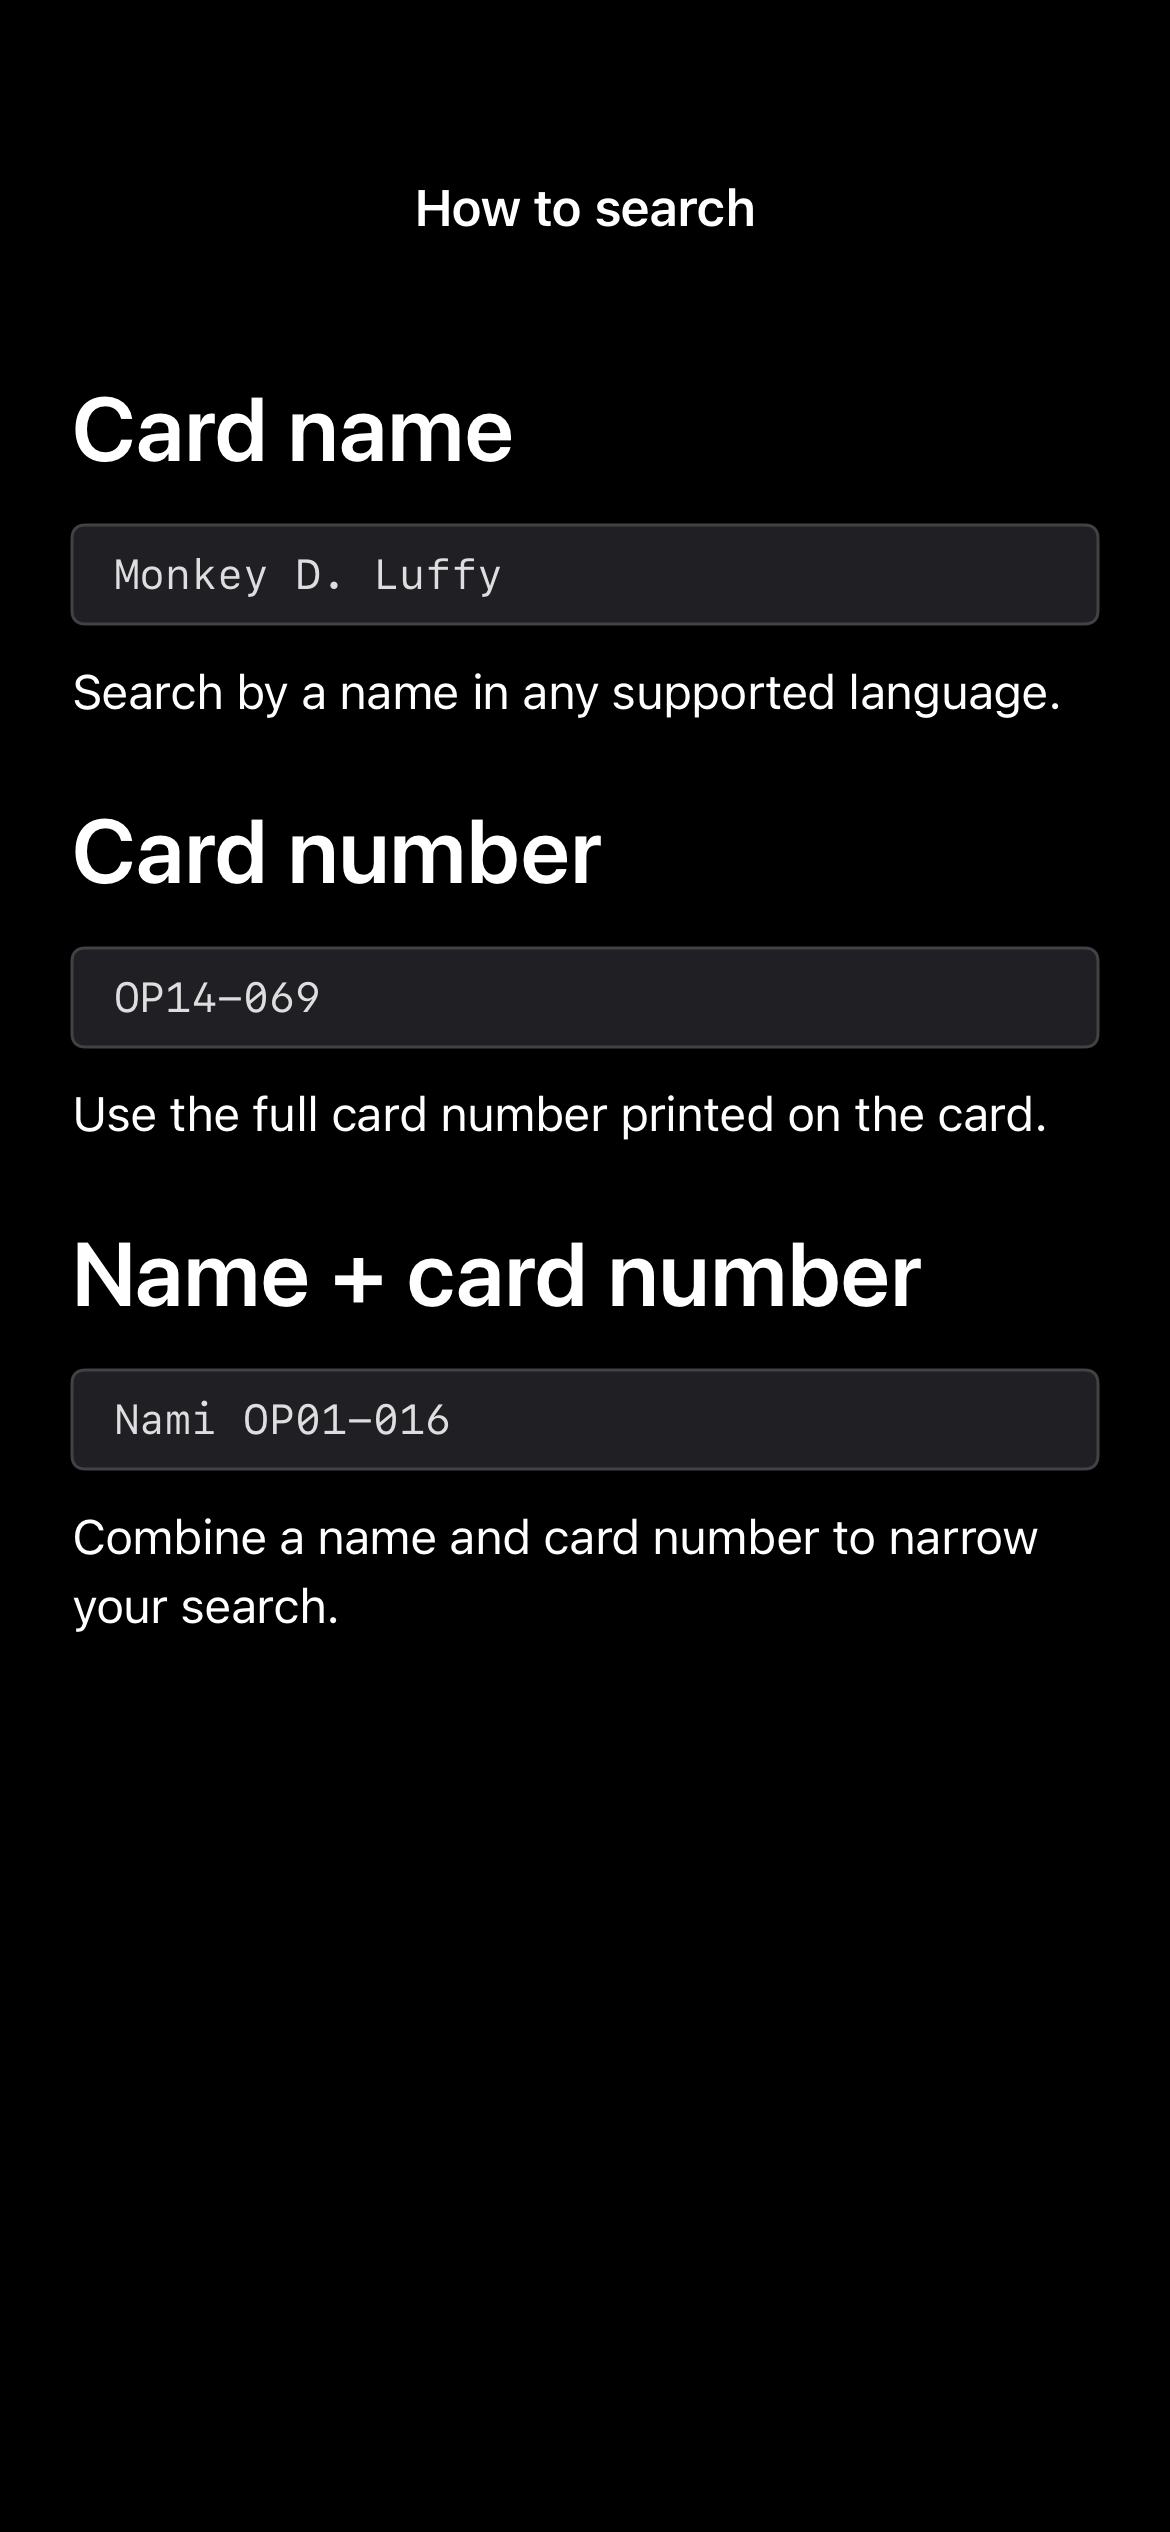 How to search
Card name
Monkey D. Luffy
Search by a name in any supported language.
Card number
OP14-069
Use the full card number printed on the card.
Name + card number
Nami OP01-016
Combine a name and card number to narrow
your search.